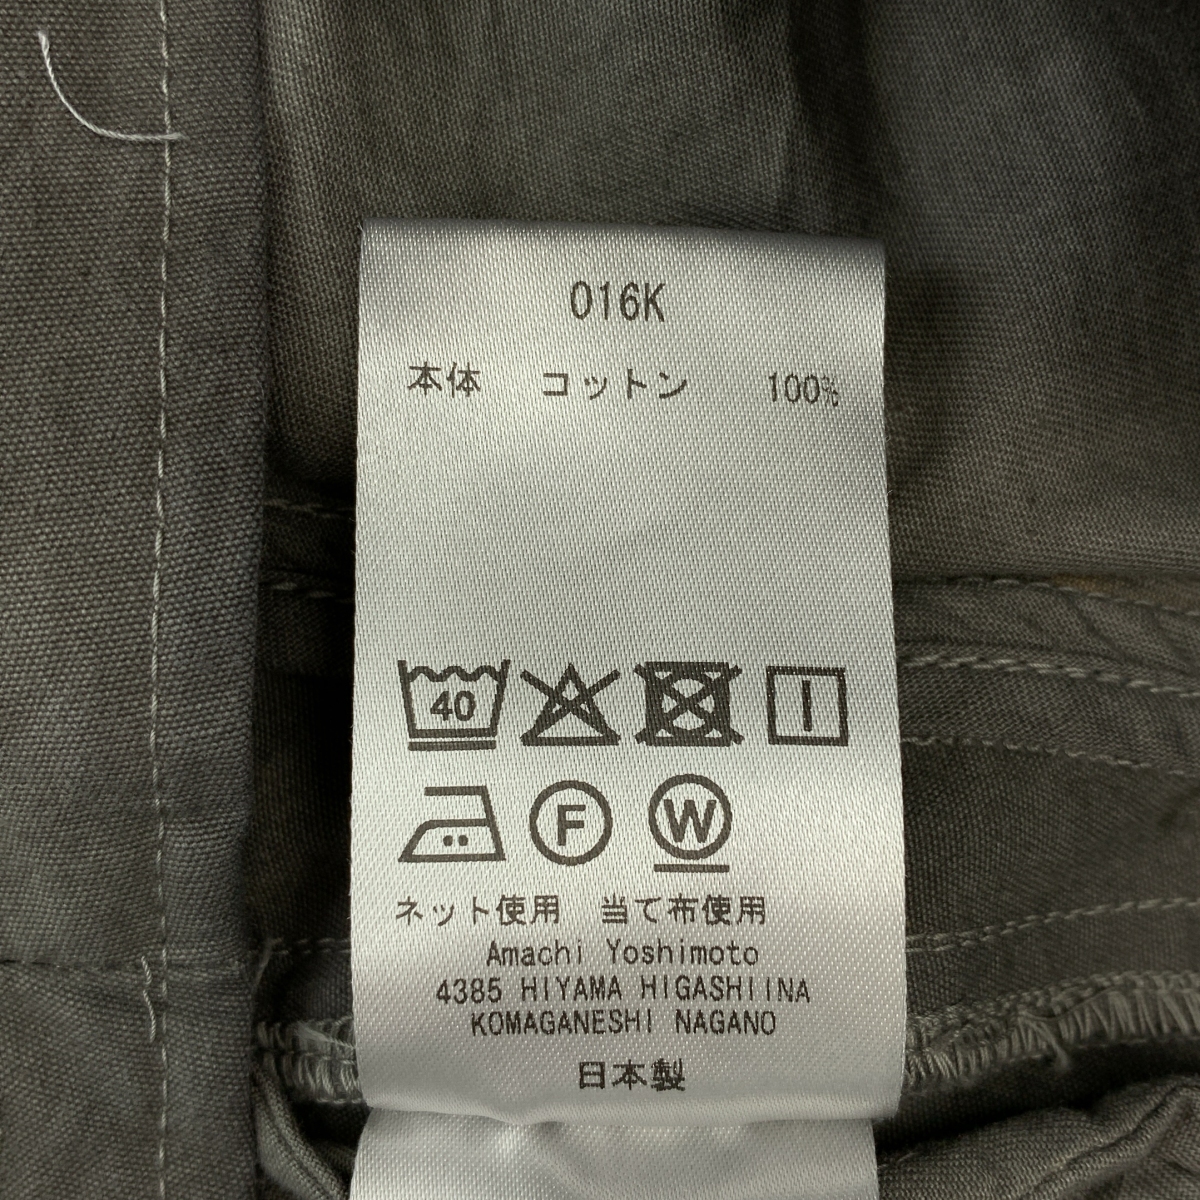 016K
本体 コットン 100%
40
F W
ネット使用 当て布使用
Amachi Yoshimoto
4385 HIYAMA HIGASHIINA
KOMAGANESHI NAGANO
日本製